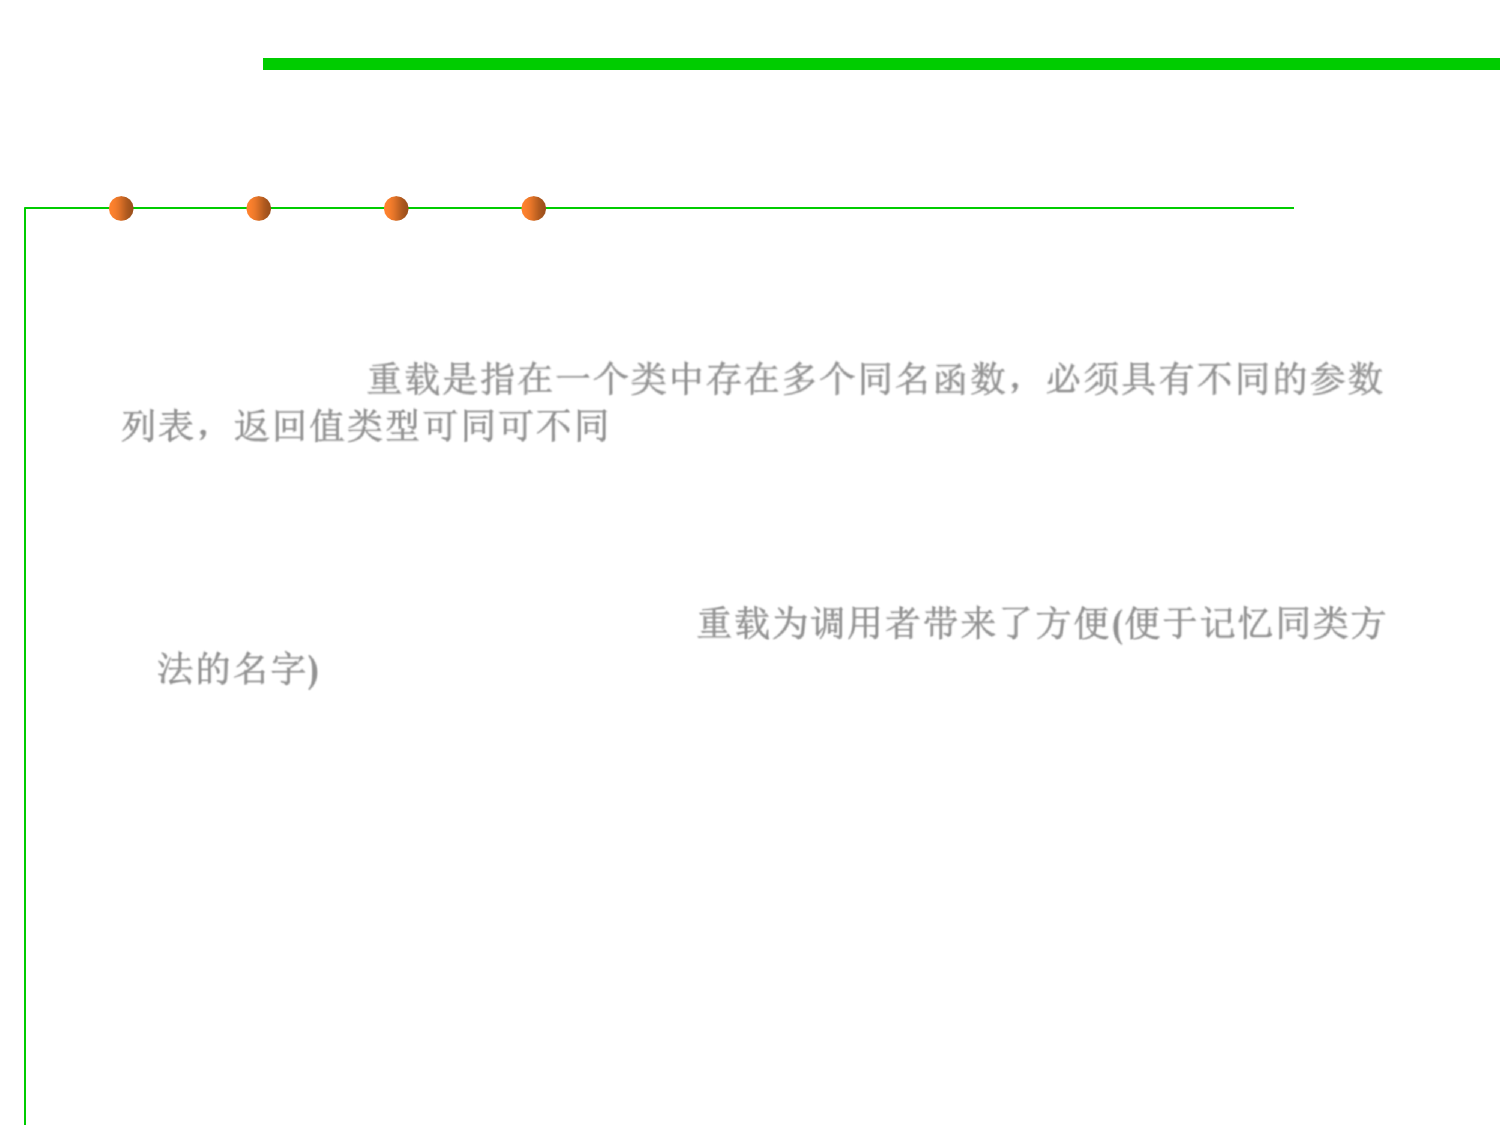 重载是指在一个类中存在多个同名函数，必须具有不同的参数
列表，返回值类型可同可不同
重载为调用者带来了方便(便于记忆同类方
法的名字)